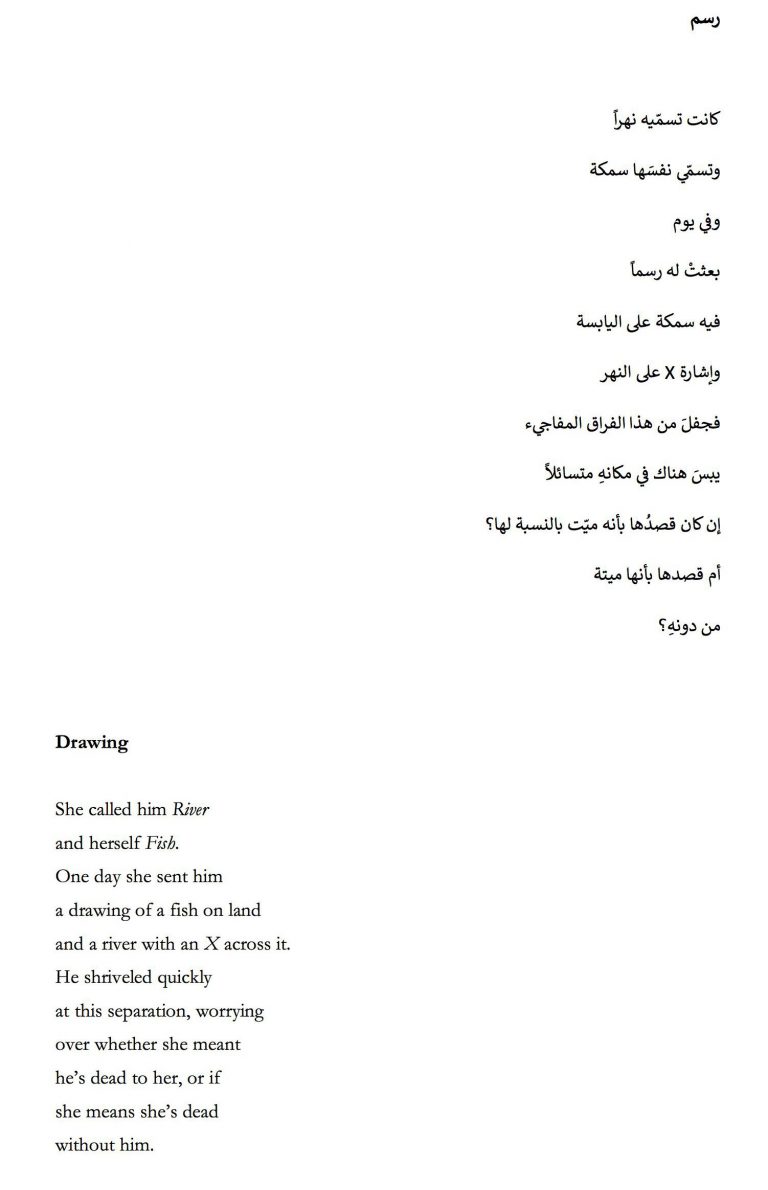 رسم
كانت تسمّيه نهراً
وتسمّي نفسَها سمكة
وفي يوم
بعثتْ له رسماً
فيه سمكة على اليابسة
وإشارة X على النهر
فجفلَ من هذا الفراق المفاجيء
يبسَ هناك في مكانهِ متسائلاً
إن كان قصدُها بأنه ميّت بالنسبة لها؟
أم قصدها بأنها ميتة
من دونهِ؟
Drawing
She called him River
and herself Fish.
One day she sent him
a drawing of a fish on land
and a river with an X across it.
He shriveled quickly
at this separation, worrying
over whether she meant
he’s dead to her, or if
she means she’s dead
without him.